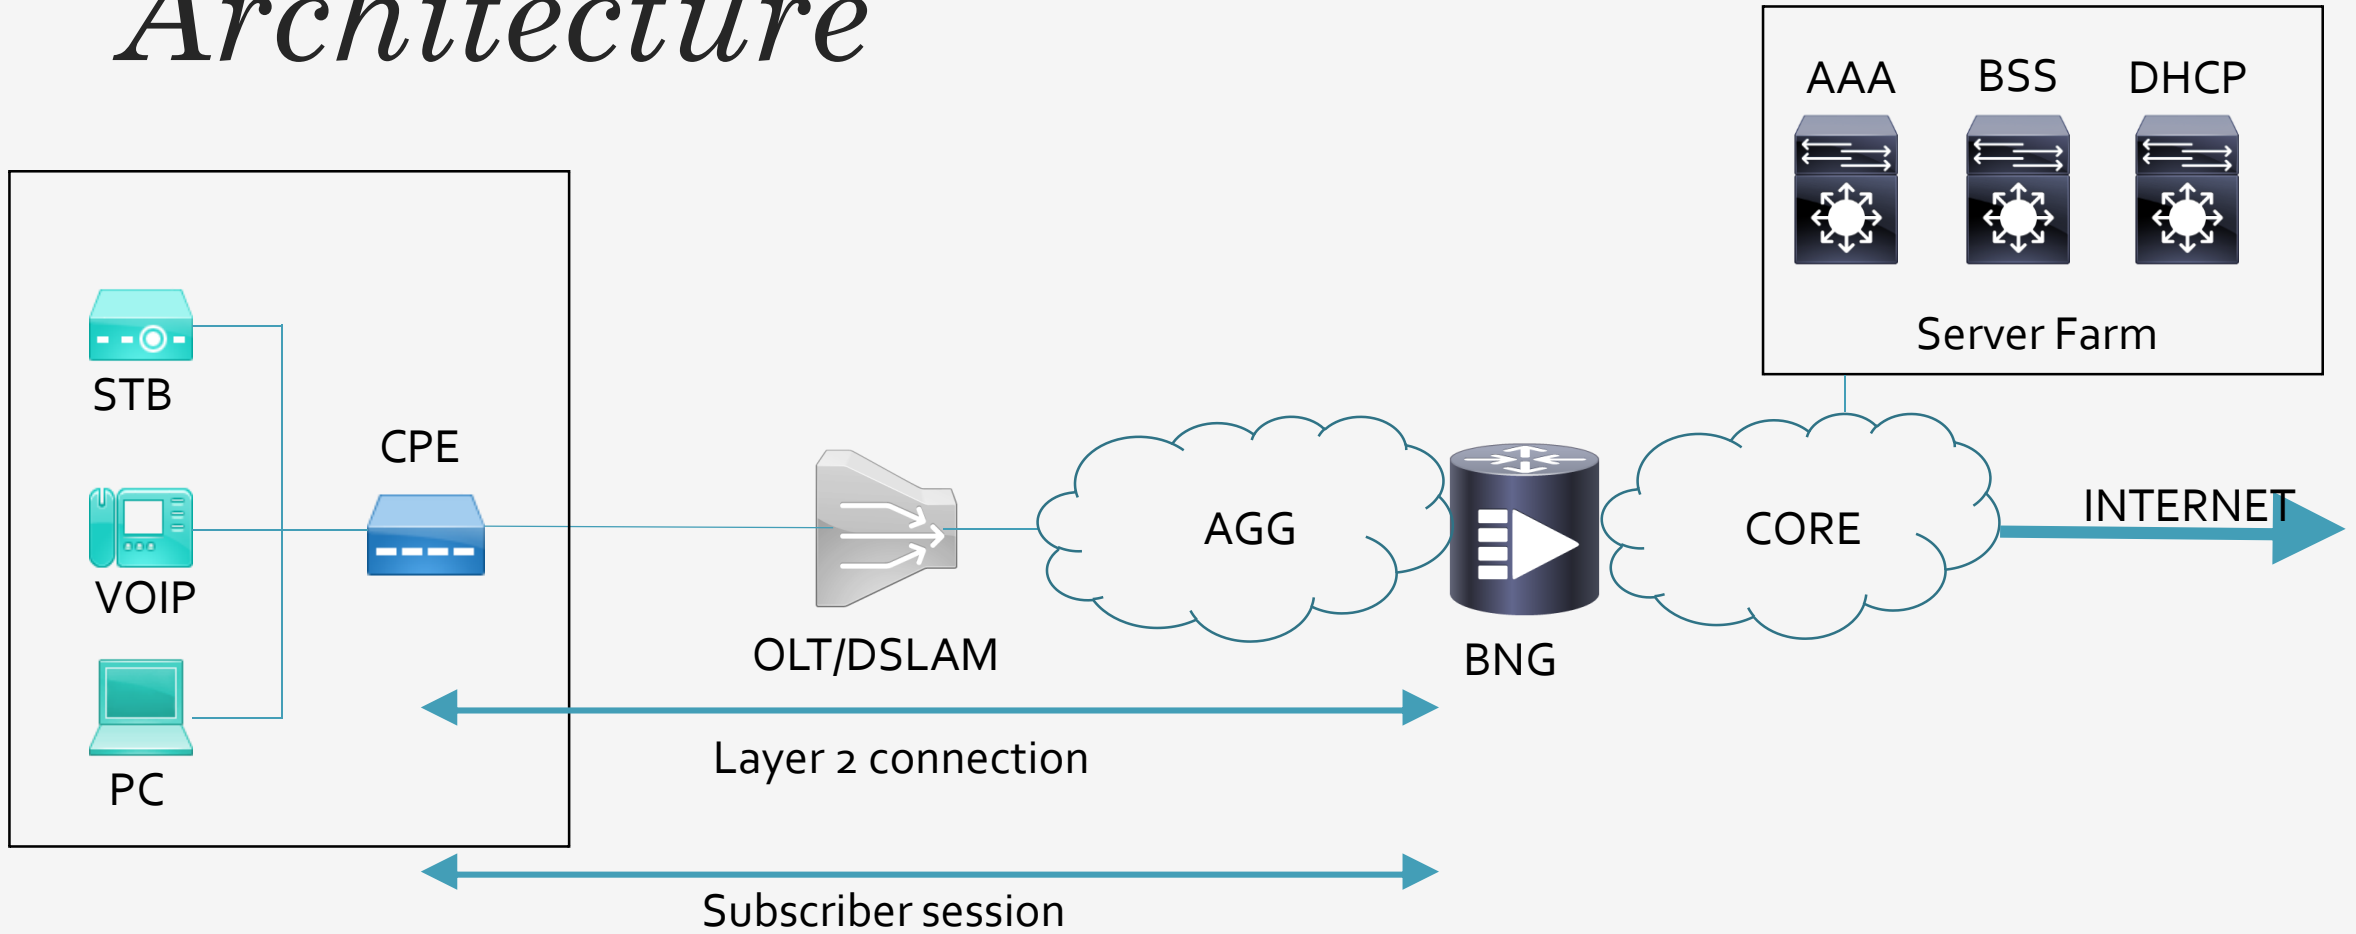 Architecture
AAA
BSS
DHCP
Server Farm
STB
CPE
VOIP
PC
OLT/DSLAM
AGG
BNG
CORE
INTERNET
Layer 2 connection
Subscriber session